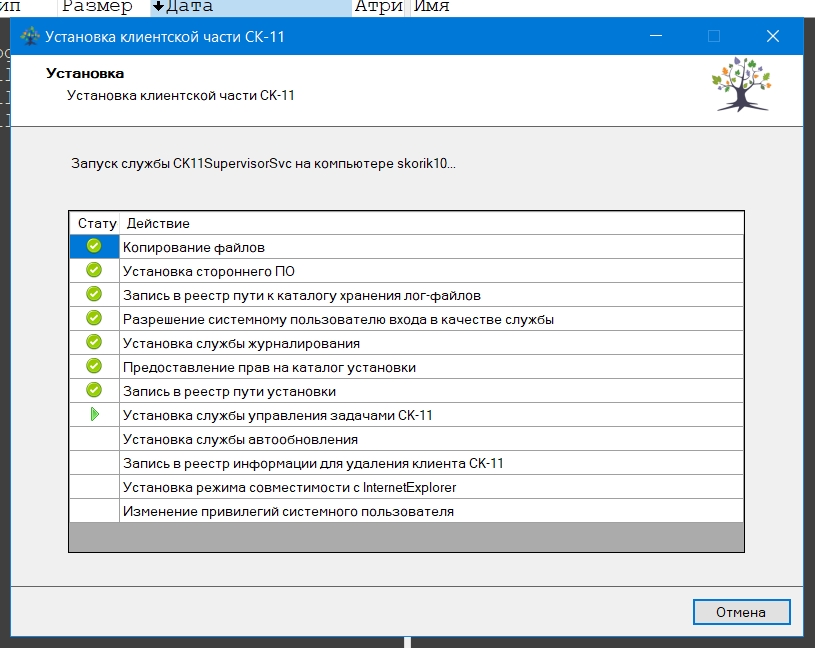 ип Размер ↓Дата Атри Имя
Установка клиентской части СК-11
Установка
Установка клиентской части СК-11
Запуск службы CK11SupervisorSvc на компьютере skorik10...
Стату Действие
Копирование файлов
Установка стороннего ПО
Запись в реестр пути к каталогу хранения лог-файлов
Разрешение системному пользователю входа в качестве службы
Установка службы журналирования
Предоставление прав на каталог установки
Запись в реестр пути установки
Установка службы управления задачами СК-11
Установка службы автообновления
Запись в реестр информации для удаления клиента СК-11
Установка режима совместимости с InternetExplorer
Изменение привилегий системного пользователя
Отмена